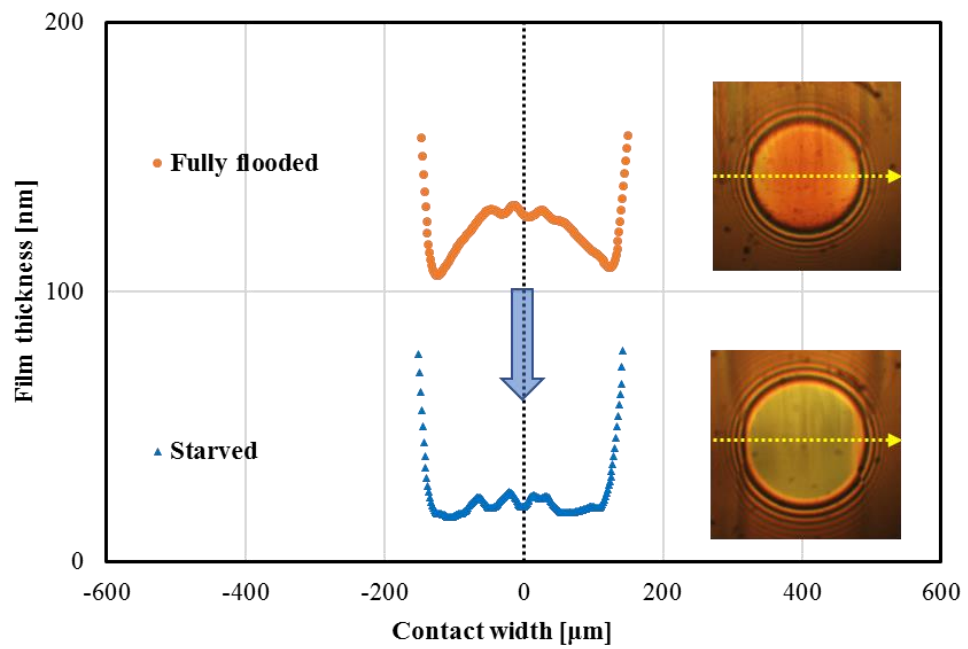 200
Fully flooded
Film thickness [nm]
100
Starved
0
-600
-400
-200
0
200
400
600
Contact width [µm]